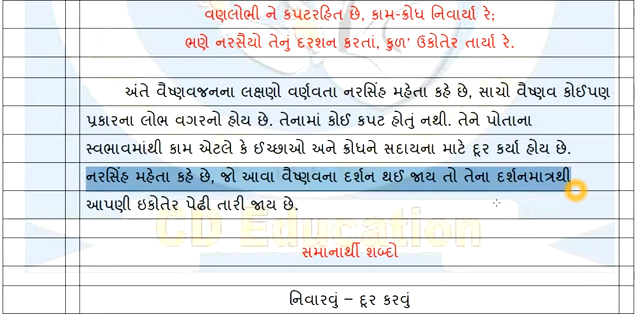 વણલોભી ને કપટરહિત છે, કામ-ક્રોધ નિવાર્યા રે;
ભણે નરસૈયો તેનું દરશન કરતાં, કુળ' ઉકોતેર તાર્યા રે.
અંતે વૈષ્ણવજનના લક્ષણો વર્ણવતા નરસિંહ મહેતા કહે છે, સાચો વૈષ્ણવ કોઈપણ
પ્રકારના લોભ વગરનો હોય છે. તેનામાં કોઈ કપટ હોતું નથી. તેને પોતાના
સ્વભાવમાંથી કામ એટલે કે ઈચ્છાઓ અને ક્રોધને સદાયના માટે દૂર કર્યા હોય છે.
નરસિંહ મહેતા કહે છે, જો આવા વૈષ્ણવના દર્શન થઈ જાય તો તેના દર્શનમાત્રથી
આપણી ઇકોતેર પેઢી તારી જાય છે.
CD Education
સમાનાર્થી શબ્દો
નિવારવું – દૂર કરવું